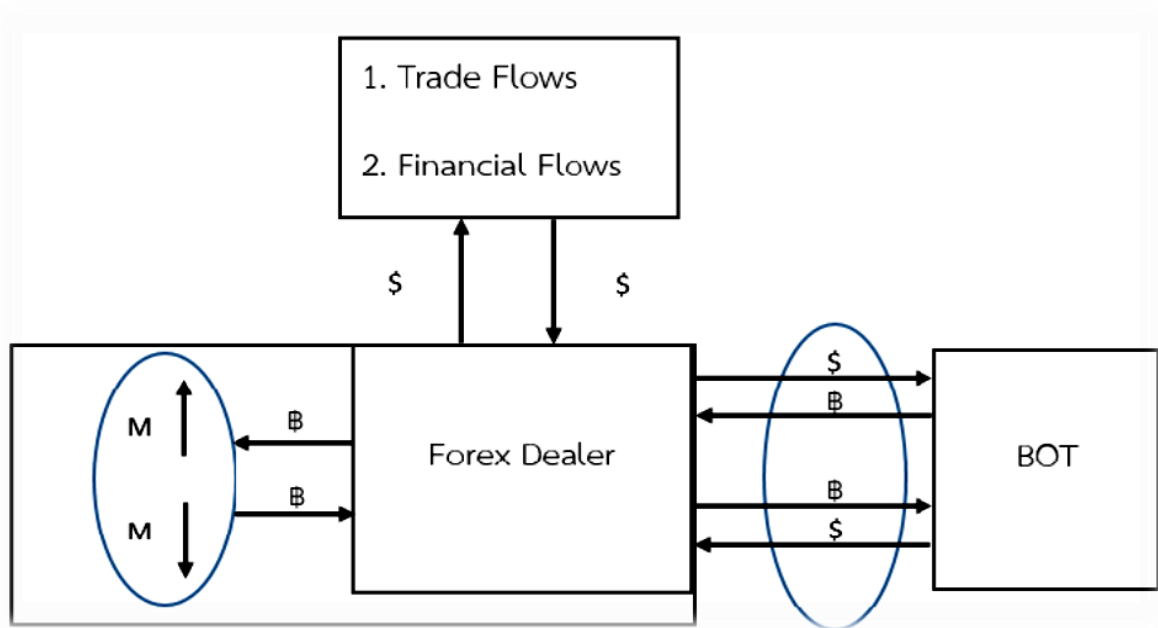 1. Trade Flows
2. Financial Flows
$
$
$
฿
M
฿
Forex Dealer
BOT
฿
฿
$
M